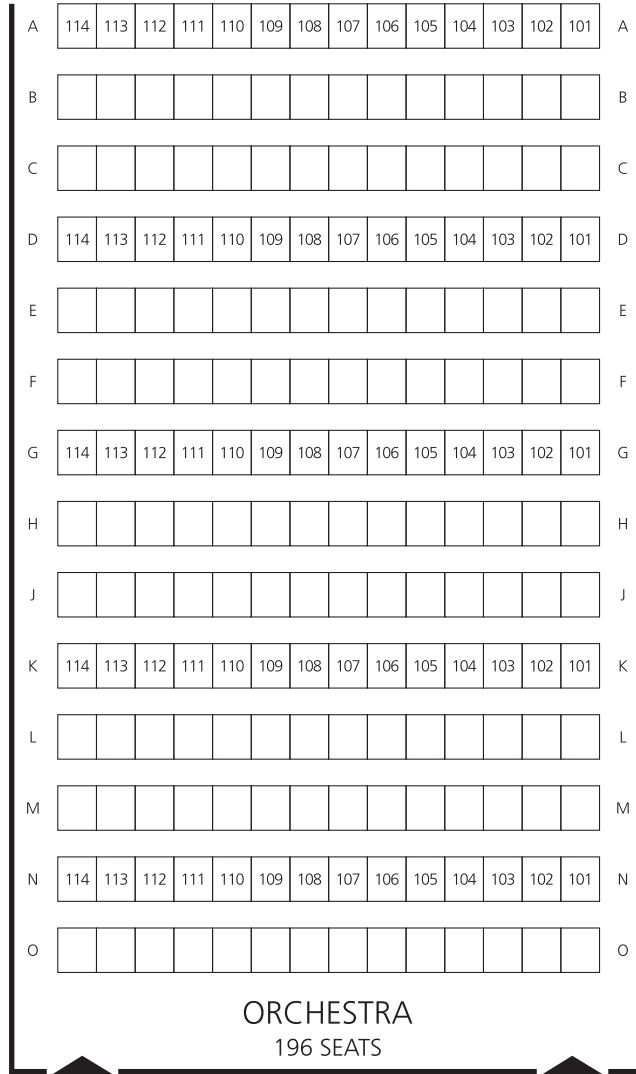 A 114 113 112 111 110 109 108 107 106 105 104 103 102 101 A
B B
C C
D 114 113 112 111 110 109 108 107 106 105 104 103 102 101 D
E E
F F
G 114 113 112 111 110 109 108 107 106 105 104 103 102 101 G
H H
J J
K 114 113 112 111 110 109 108 107 106 105 104 103 102 101 K
L L
M M
N 114 113 112 111 110 109 108 107 106 105 104 103 102 101 N
O O
ORCHESTRA
196 SEATS